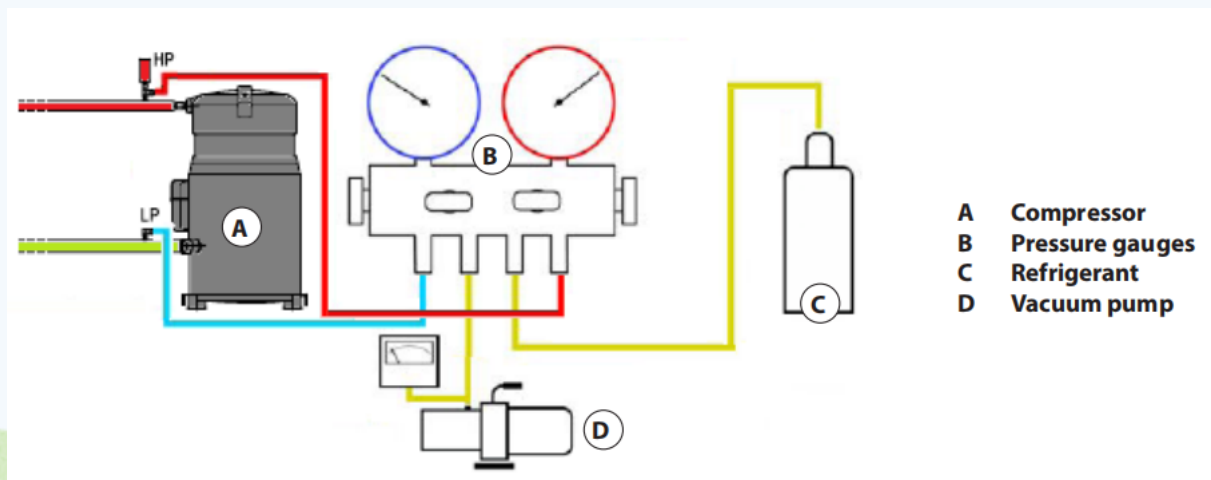 HP
B
A
LP
C
D
A Compressor
B Pressure gauges
C Refrigerant
D Vacuum pump